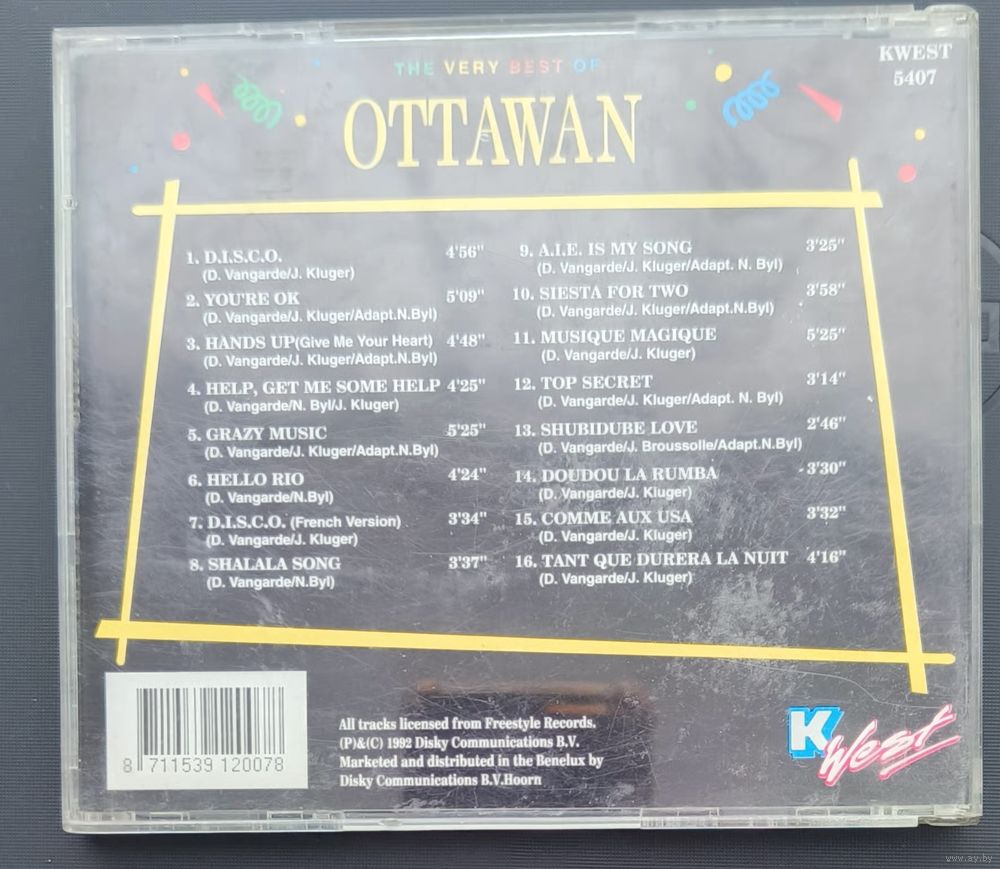 KWEST
5407
THE VERY BEST OF
OTTAWAN
1. D.I.S.C.O. 4'56"
(D. Vangarde/J. Kluger)
2. YOU'RE OK 5'09"
(D. Vangarde/J. Kluger/Adapt.N.Byl)
3. HANDS UP(Give Me Your Heart) 4'48"
(D. Vangarde/J. Kluger/Adapt.N.Byl)
4. HELP, GET ME SOME HELP 4'25"
(D. Vangarde/N. Byl/J. Kluger)
5. GRAZY MUSIC 5'25"
(D. Vangarde/J. Kluger/Adapt.N.Byl)
6. HELLO RIO 4'24"
(D. Vangarde/N.Byl)
7. D.I.S.C.O. (French Version) 3'34"
(D. Vangarde/J. Kluger)
8. SHALALA SONG 3'37"
(D. Vangarde/N.Byl)
9. A.I.E. IS MY SONG 3'25"
(D. Vangarde/J. Kluger/Adapt. N. Byl)
10. SIESTA FOR TWO 3'58"
(D. Vangarde/J. Kluger/Adapt. N. Byl)
11. MUSIQUE MAGIQUE 5'25"
(D. Vangarde/J. Kluger)
12. TOP SECRET 3'14"
(D. Vangarde/J. Kluger/Adapt. N. Byl)
13. SHUBIDUBE LOVE 2'46"
(D. Vangarde/J. Broussolle/Adapt.N.Byl)
14. DOUDOU LA RUMBA 3'30"
(D. Vangarde/J. Kluger)
15. COMME AUX USA 3'32"
(D. Vangarde/J. Kluger)
16. TANT QUE DURERA LA NUIT 4'16"
(D. Vangarde/J. Kluger)
8 711539 120078
All tracks licensed from Freestyle Records.
(P)&(C) 1992 Disky Communications B.V.
Marketed and distributed in the Benelux by
Disky Communications B.V.Hoorn
K West
www.ay.by